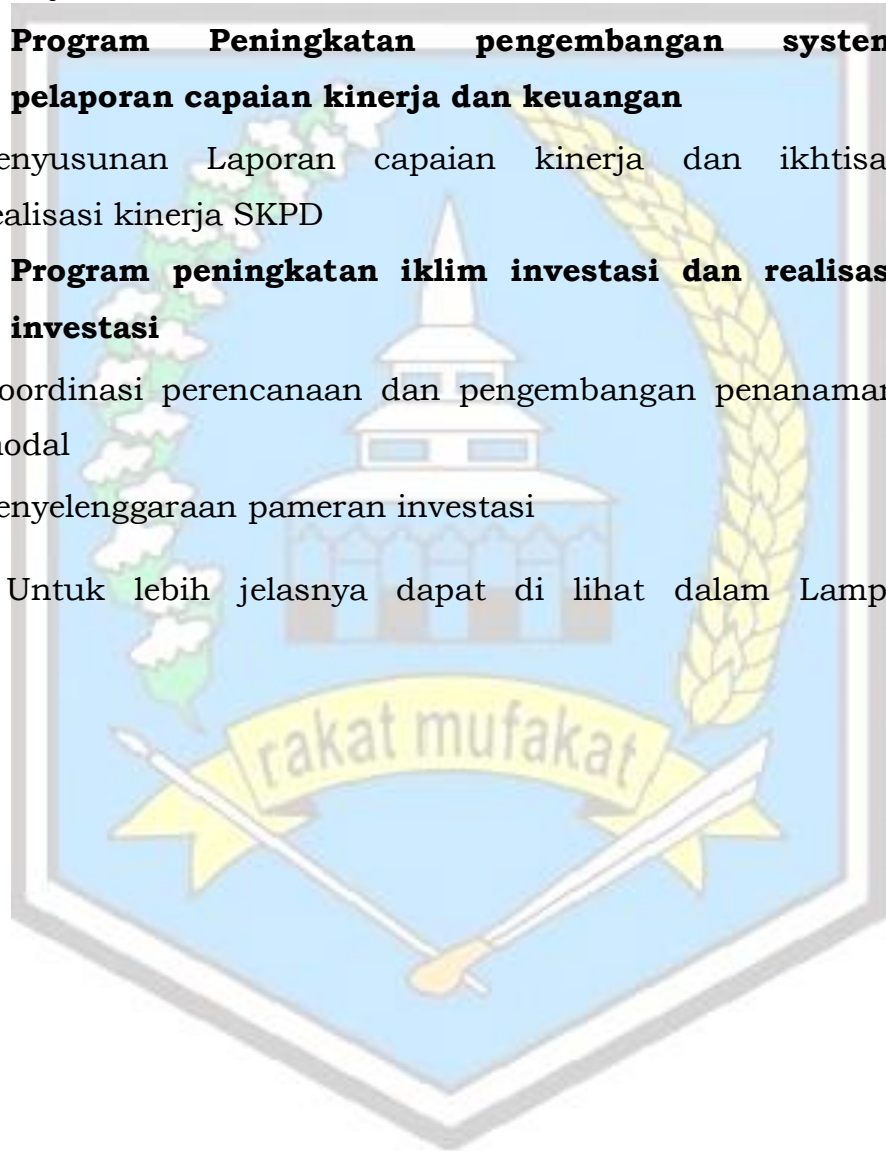 Program Peningkatan pengembangan system
pelaporan capaian kinerja dan keuangan
enyusunan Laporan capaian kinerja dan ikhtisa
ealisasi kinerja SKPD
Program peningkatan iklim investasi dan realisas
investasi
oordinasi perencanaan dan pengembangan penanaman
modal
enyelenggaraan pameran investasi
Untuk lebih jelasnya dapat di lihat dalam Lamp
rakat mufakat